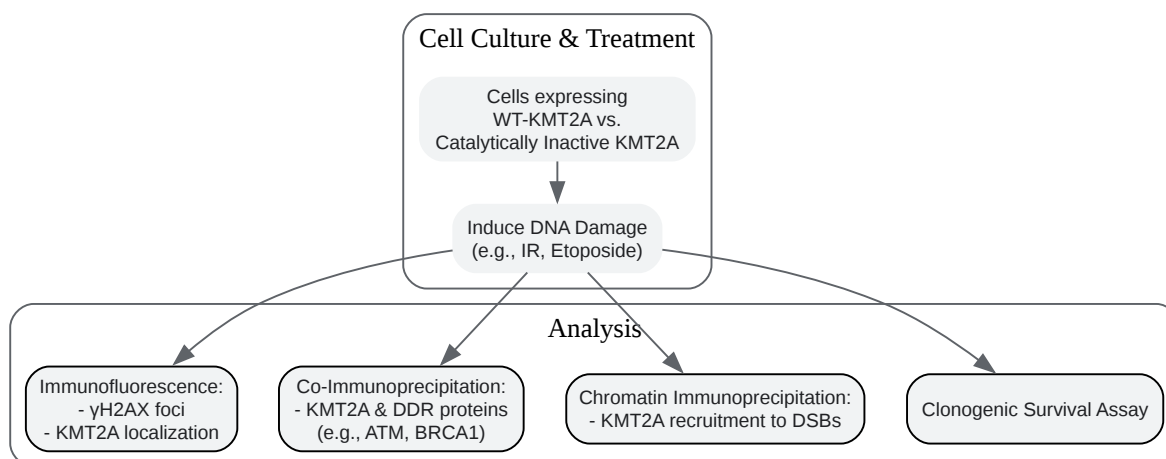 Cell Culture & Treatment
Cells expressing
WT-KMT2A vs.
Catalytically Inactive KMT2A
Induce DNA Damage
(e.g., IR, Etoposide)
Analysis
Immunofluorescence:
- γH2AX foci
- KMT2A localization
Co-Immunoprecipitation:
- KMT2A & DDR proteins
(e.g., ATM, BRCA1)
Chromatin Immunoprecipitation:
- KMT2A recruitment to DSBs
Clonogenic Survival Assay